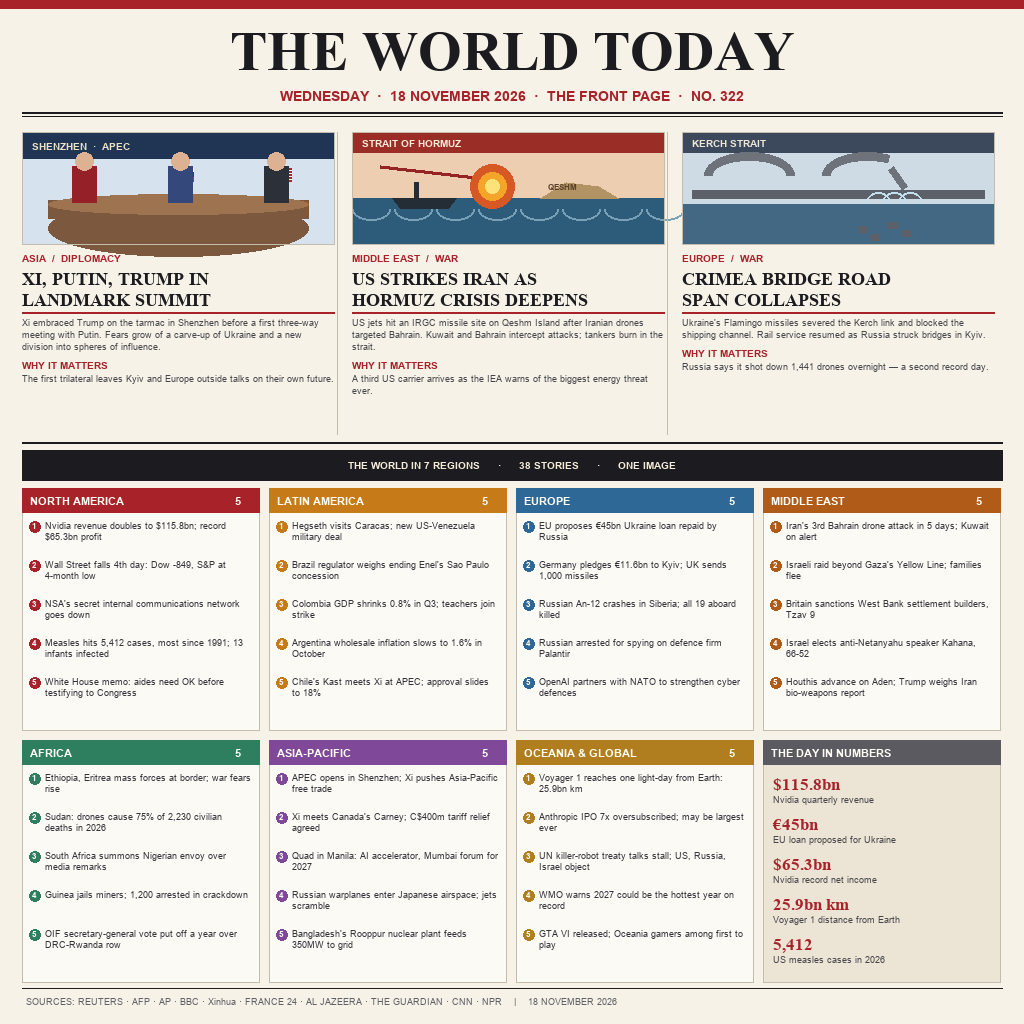 THE WORLD TODAY
WEDNESDAY · 18 NOVEMBER 2026 · THE FRONT PAGE · NO. 322
SHENZHEN · APEC
ASIA / DIPLOMACY
XI, PUTIN, TRUMP IN
LANDMARK SUMMIT
Xi embraced Trump on the tarmac in Shenzhen before a first three-way
meeting with Putin. Fears grow of a carve-up of Ukraine and a new
division into spheres of influence.
WHY IT MATTERS
The first trilateral leaves Kyiv and Europe outside talks on their own future.
STRAIT OF HORMUZ
QESHM
MIDDLE EAST / WAR
US STRIKES IRAN AS
HORMUZ CRISIS DEEPENS
US jets hit an IRGC missile site on Qeshm Island after Iranian drones
targeted Bahrain. Kuwait and Bahrain intercept attacks; tankers burn in the
strait.
WHY IT MATTERS
A third US carrier arrives as the IEA warns of the biggest energy threat
ever.
KERCH STRAIT
EUROPE / WAR
CRIMEA BRIDGE ROAD
SPAN COLLAPSES
Ukraine's Flamingo missiles severed the Kerch link and blocked the
shipping channel. Rail service resumed as Russia struck bridges in Kyiv.
WHY IT MATTERS
Russia says it shot down 1,441 drones overnight — a second record day.
THE WORLD IN 7 REGIONS · 38 STORIES · ONE IMAGE
NORTH AMERICA 5
1 Nvidia revenue doubles to $115.8bn; record
$65.3bn profit
2 Wall Street falls 4th day: Dow -849, S&P at
4-month low
3 NSA's secret internal communications network
goes down
4 Measles hits 5,412 cases, most since 1991; 13
infants infected
5 White House memo: aides need OK before
testifying to Congress
LATIN AMERICA 5
1 Hegseth visits Caracas; new US-Venezuela
military deal
2 Brazil regulator weighs ending Enel's Sao Paulo
concession
3 Colombia GDP shrinks 0.8% in Q3; teachers join
strike
4 Argentina wholesale inflation slows to 1.6% in
October
5 Chile's Kast meets Xi at APEC; approval slides
to 18%
EUROPE 5
1 EU proposes €45bn Ukraine loan repaid by
Russia
2 Germany pledges €11.6bn to Kyiv; UK sends
1,000 missiles
3 Russian An-12 crashes in Siberia; all 19 aboard
killed
4 Russian arrested for spying on defence firm
Palantir
5 OpenAI partners with NATO to strengthen cyber
defences
MIDDLE EAST 5
1 Iran's 3rd Bahrain drone attack in 5 days; Kuwait
on alert
2 Israeli raid beyond Gaza's Yellow Line; families
flee
3 Britain sanctions West Bank settlement builders,
Tzav 9
4 Israel elects anti-Netanyahu speaker Kahana,
66-52
5 Houthis advance on Aden; Trump weighs Iran
bio-weapons report
AFRICA 5
1 Ethiopia, Eritrea mass forces at border; war fears
rise
2 Sudan: drones cause 75% of 2,230 civilian
deaths in 2026
3 South Africa summons Nigerian envoy over
media remarks
4 Guinea jails miners; 1,200 arrested in crackdown
5 OIF secretary-general vote put off a year over
DRC-Rwanda row
ASIA-PACIFIC 5
1 APEC opens in Shenzhen; Xi pushes Asia-Pacific
free trade
2 Xi meets Canada's Carney; C$400m tariff relief
agreed
3 Quad in Manila: AI accelerator, Mumbai forum for
2027
4 Russian warplanes enter Japanese airspace; jets
scramble
5 Bangladesh's Rooppur nuclear plant feeds
350MW to grid
OCEANIA & GLOBAL 5
1 Voyager 1 reaches one light-day from Earth:
25.9bn km
2 Anthropic IPO 7x oversubscribed; may be largest
ever
3 UN killer-robot treaty talks stall; US, Russia,
Israel object
4 WMO warns 2027 could be the hottest year on
record
5 GTA VI released; Oceania gamers among first to
play
THE DAY IN NUMBERS
$115.8bn
Nvidia quarterly revenue
€45bn
EU loan proposed for Ukraine
$65.3bn
Nvidia record net income
25.9bn km
Voyager 1 distance from Earth
5,412
US measles cases in 2026
SOURCES: REUTERS · AFP · AP · BBC · Xinhua · FRANCE 24 · AL JAZEERA · THE GUARDIAN · CNN · NPR | 18 NOVEMBER 2026